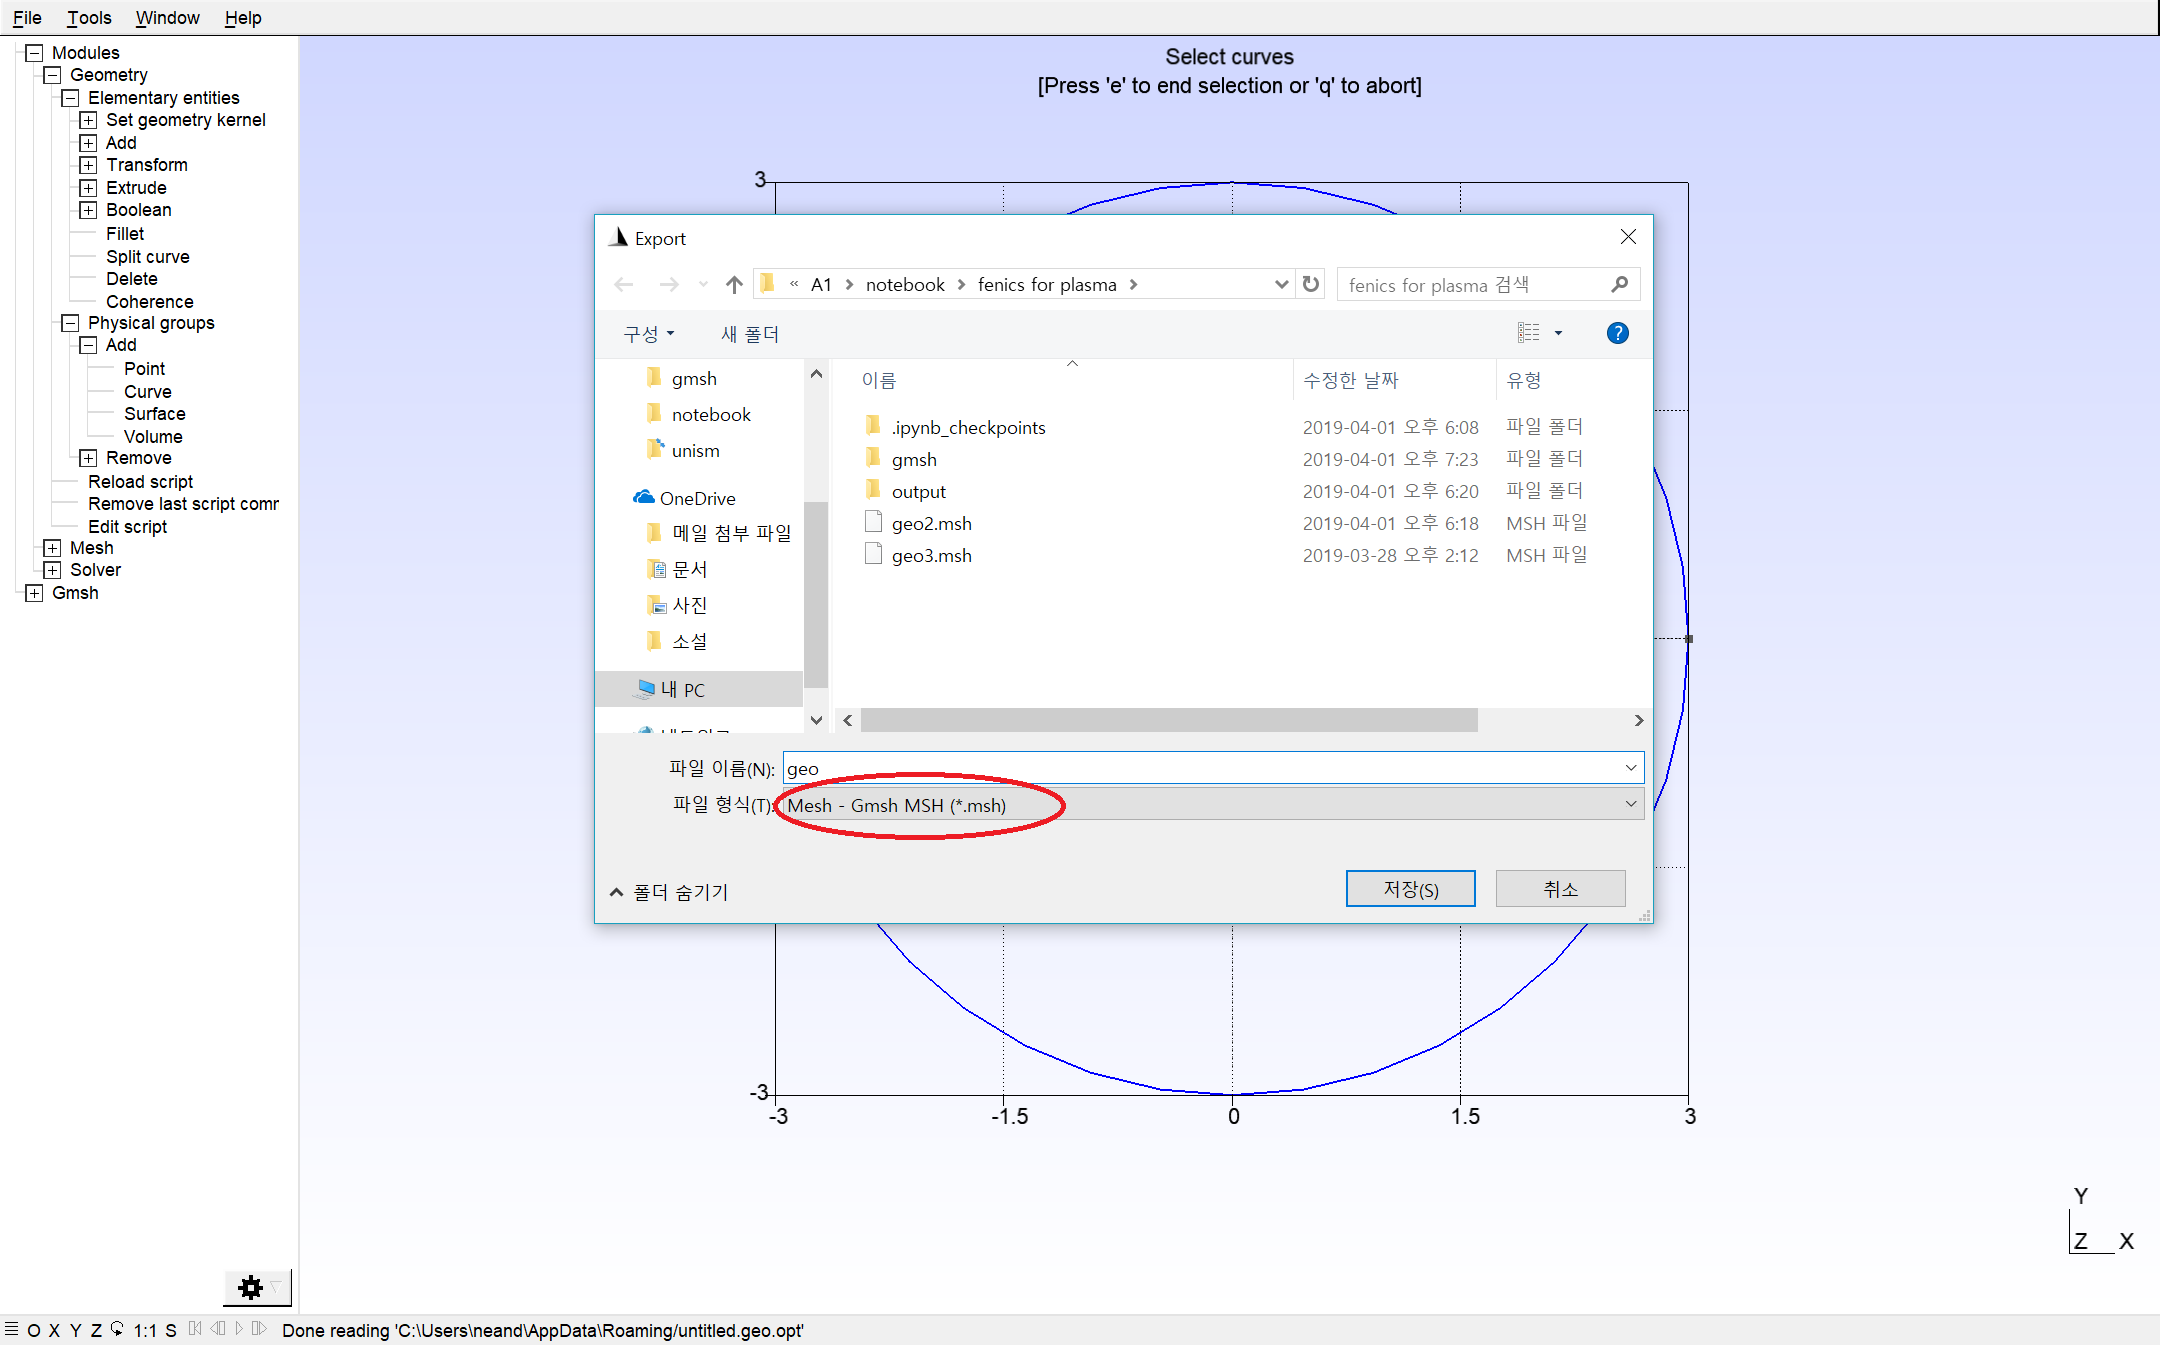 File Tools Window Help
Modules
Geometry
Elementary entities
Set geometry kernel
Add
Transform
Extrude
Boolean
Fillet
Split curve
Delete
Coherence
Physical groups
Add
Point
Curve
Surface
Volume
Remove
Reload script
Remove last script comr
Edit script
Mesh
Solver
Gmsh
Select curves
[Press 'e' to end selection or 'q' to abort]
3
Export
« A1 > notebook > fenics for plasma >
fenics for plasma 검색
구성 새 폴더
?
gmsh
notebook
unism
OneDrive
메일 첨부 파일
문서
사진
소설
내 PC
이름 수정한 날짜 유형
.ipynb_checkpoints 2019-04-01 오후 6:08 파일 폴더
gmsh 2019-04-01 오후 7:23 파일 폴더
output 2019-04-01 오후 6:20 파일 폴더
geo2.msh 2019-04-01 오후 6:18 MSH 파일
geo3.msh 2019-03-28 오후 2:12 MSH 파일
파일 이름(N): geo
파일 형식(T): Mesh - Gmsh MSH (*.msh)
폴더 숨기기 저장(S) 취소
-3
-3 -1.5 0 1.5 3
Y
Z X
O X Y Z 1:1 S Done reading 'C:\Users\neand\AppData\Roaming/untitled.geo.opt'